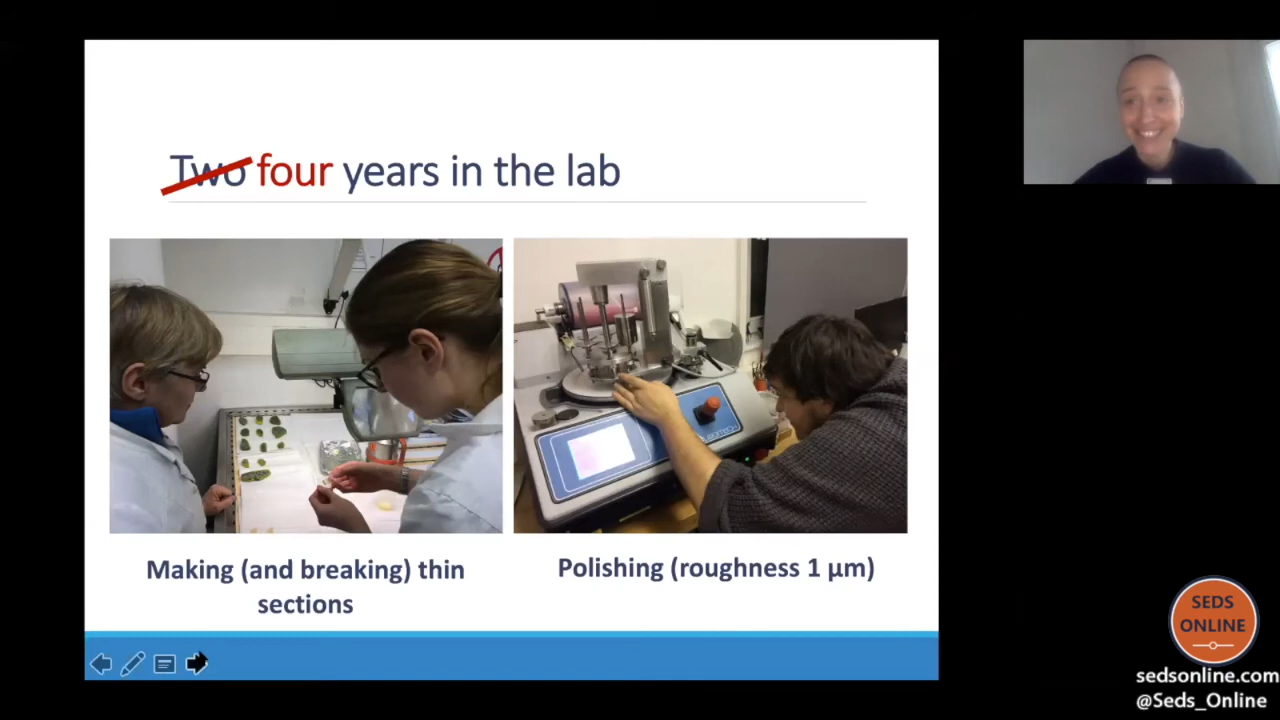 Two four years in the lab
Making (and breaking) thin
sections
Polishing (roughness 1 µm)
SEDS
ONLINE
sedsonline.com
@Seds_Online